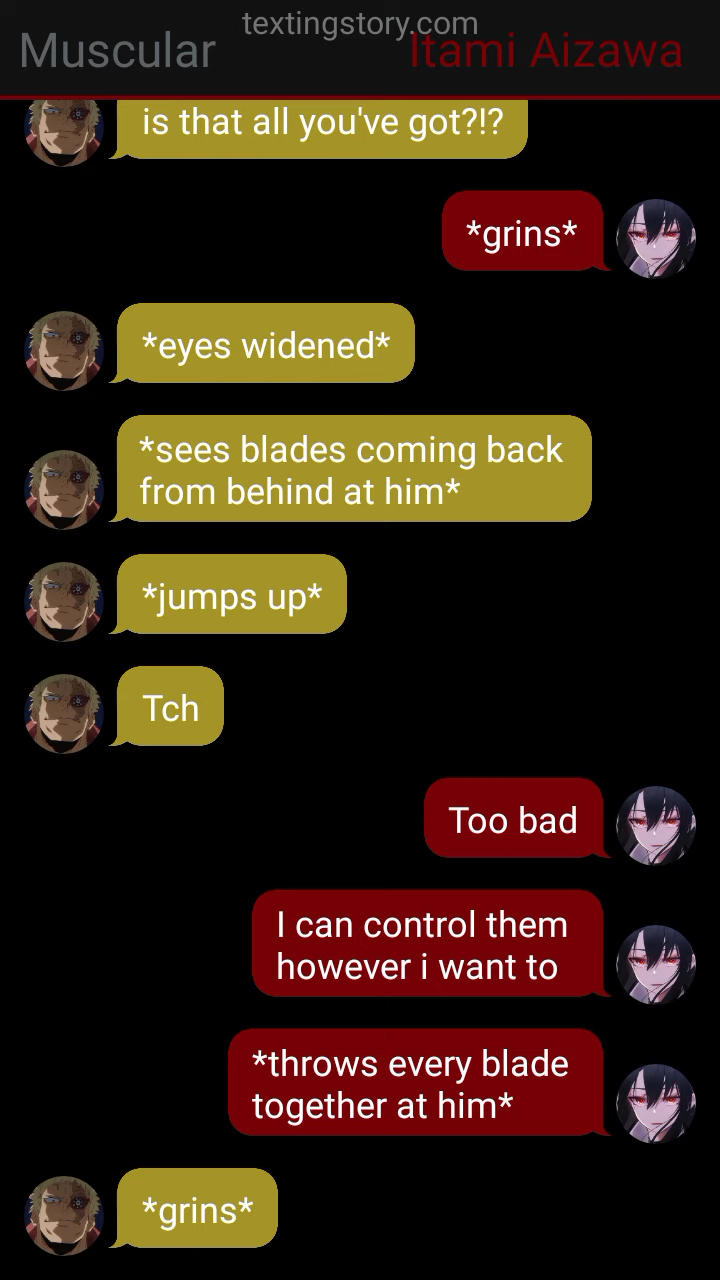 textingstory.com
Muscular
Itami Aizawa
is that all you've got?!?
*grins*
*eyes widened*
*sees blades coming back
from behind at him*
*jumps up*
Tch
Too bad
I can control them
however i want to
*throws every blade
together at him*
*grins*